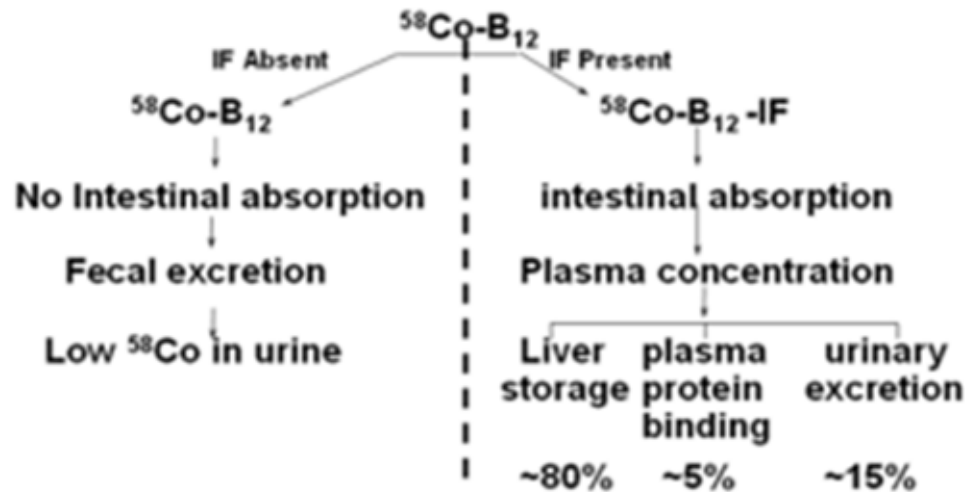 ⁵⁸Co-B₁₂
IF Absent
IF Present
⁵⁸Co-B₁₂
⁵⁸Co-B₁₂ -IF
No Intestinal absorption
intestinal absorption
Fecal excretion
Plasma concentration
Low ⁵⁸Co in urine
Liver
storage
plasma
protein
binding
urinary
excretion
~80%
~5%
~15%